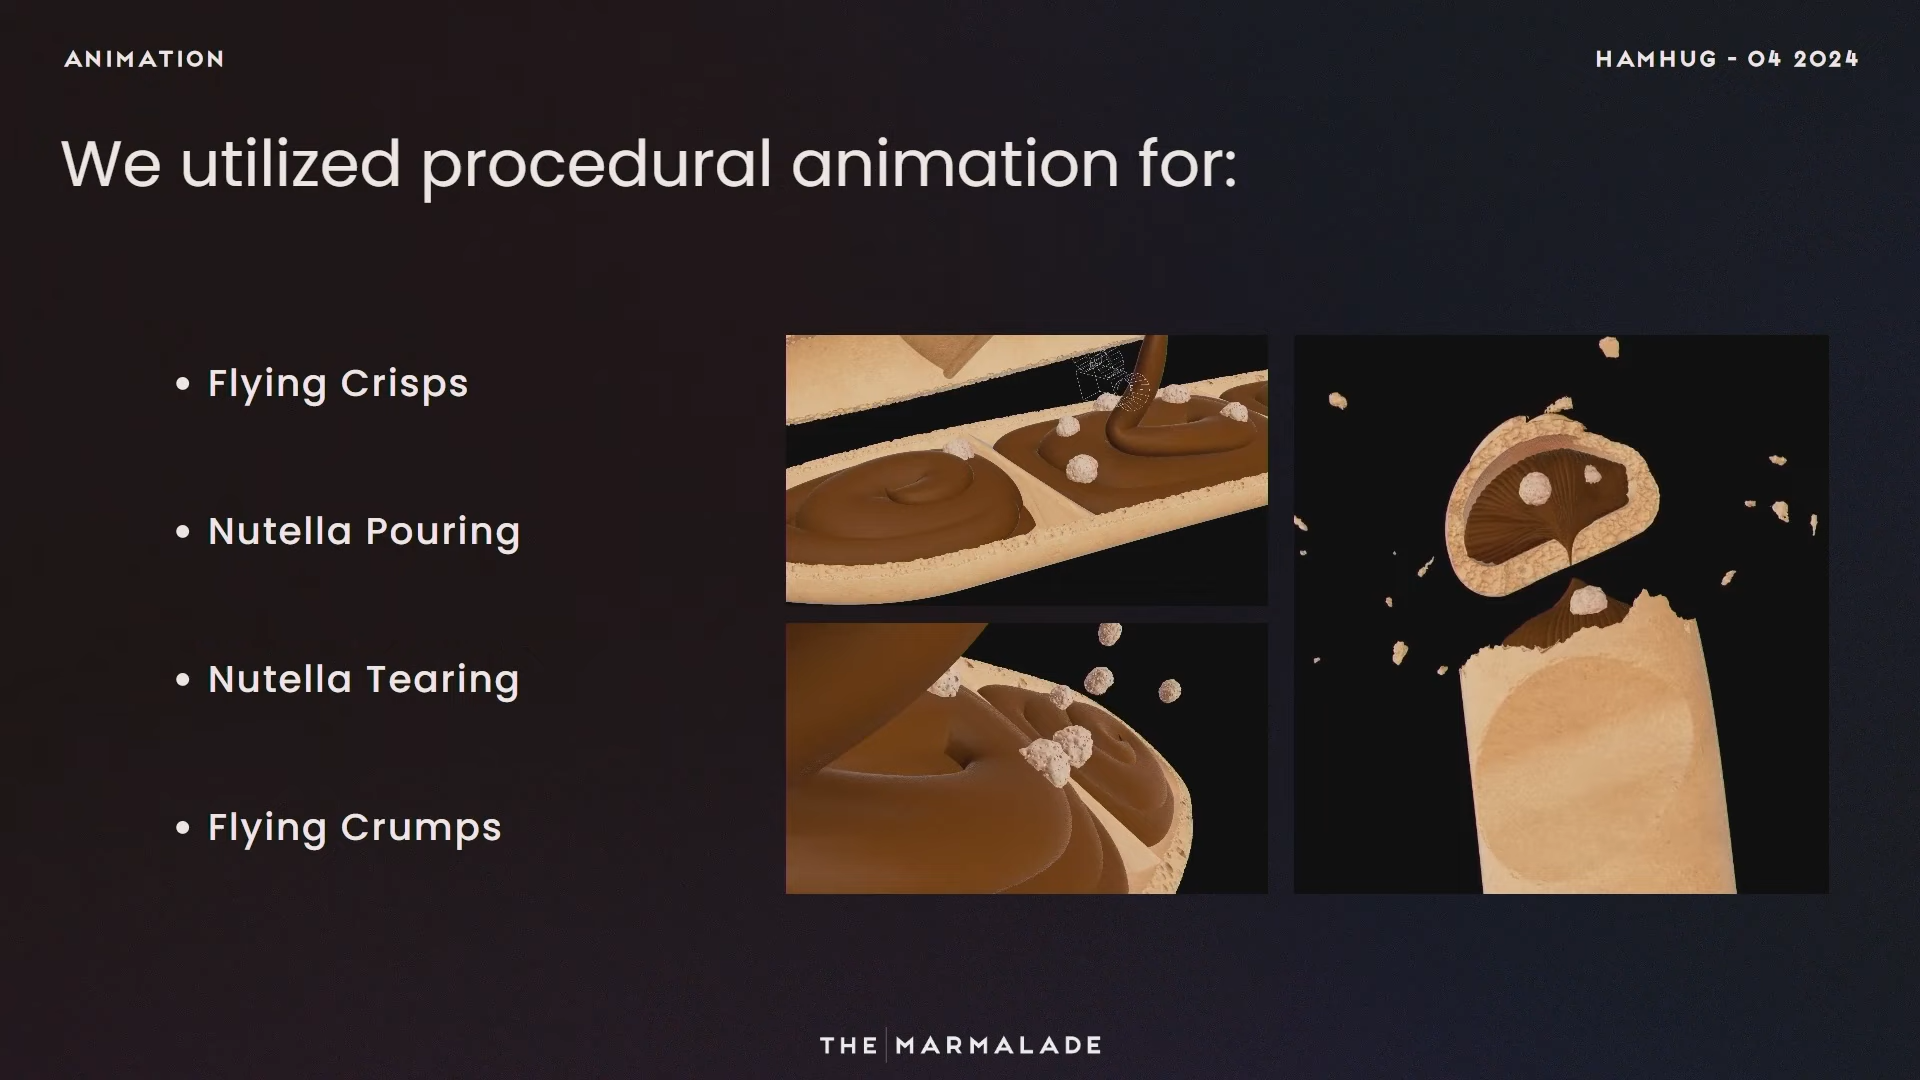 ANIMATION
HAMHUG - 04 2024
We utilized procedural animation for:
• Flying Crisps
• Nutella Pouring
• Nutella Tearing
• Flying Crumps
THE | MARMALADE